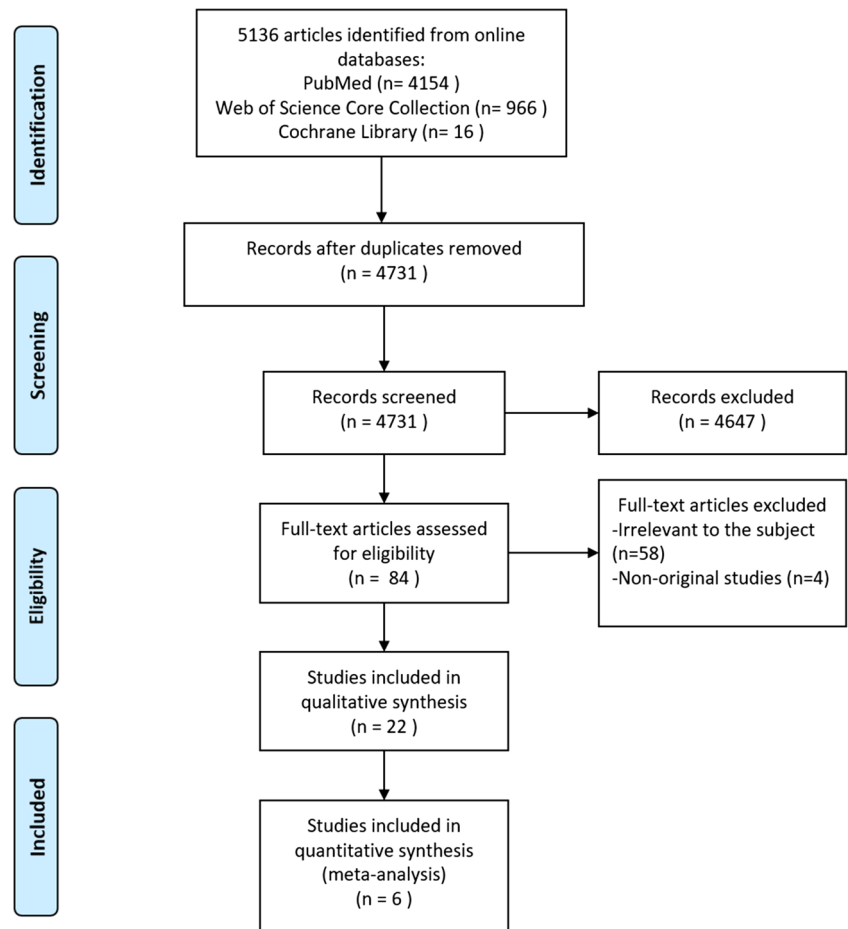 Identification
5136 articles identified from online
databases:
PubMed (n= 4154 )
Web of Science Core Collection (n= 966 )
Cochrane Library (n= 16 )
Records after duplicates removed
(n = 4731 )
Screening
Records screened
(n = 4731 )
Records excluded
(n = 4647 )
Eligibility
Full-text articles assessed
for eligibility
(n =  84 )
Full-text articles excluded
-Irrelevant to the subject
(n=58)
-Non-original studies (n=4)
Studies included in
qualitative synthesis
(n = 22 )
Included
Studies included in
quantitative synthesis
(meta-analysis)
(n = 6 )